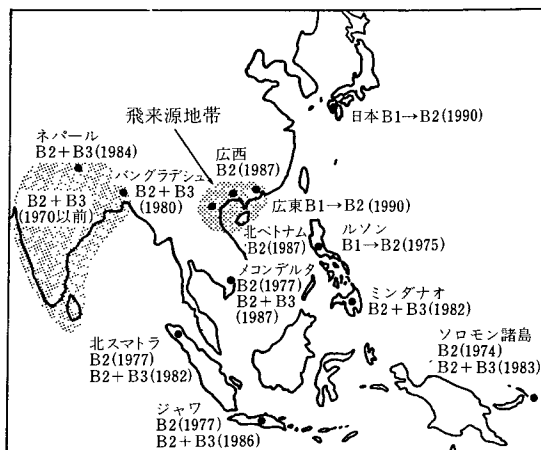 日本B1→B2(1990)
飛来源地帯
ネパール
B2+B3(1984)
広西
B2(1987)
バングラデシュ
B2+B3
(1980)
B2+B3
(1970以前)
広東B1→B2(1990)
北ベトナム
B2(1987)
ルソン
B1→B2(1975)
メコンデルタ
B2(1977)
B2+B3
(1987)
ミンダナオ
B2+B3(1982)
北スマトラ
B2(1977)
B2+B3(1982)
ソロモン諸島
B2(1974)
B2+B3(1983)
ジャワ
B2(1977)
B2+B3(1986)